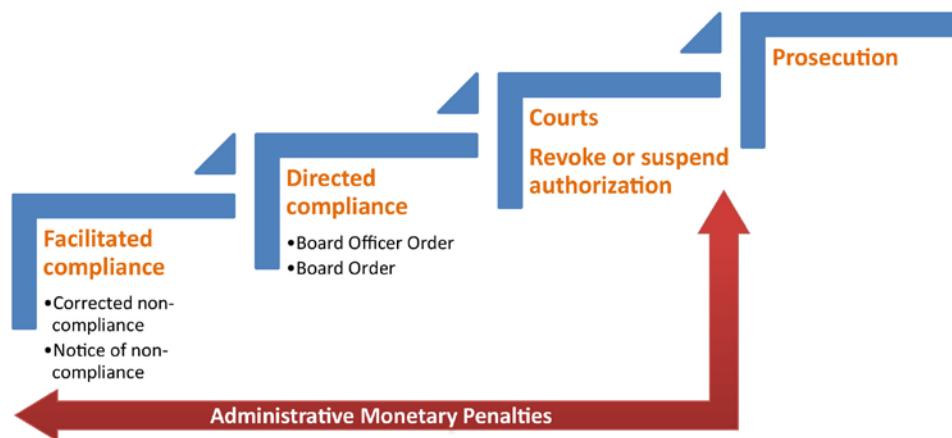 Facilitated
compliance
•Corrected non-
compliance
•Notice of non-
compliance
Directed
compliance
•Board Officer Order
•Board Order
Courts
Revoke or suspend
authorization
Prosecution
Administrative Monetary Penalties